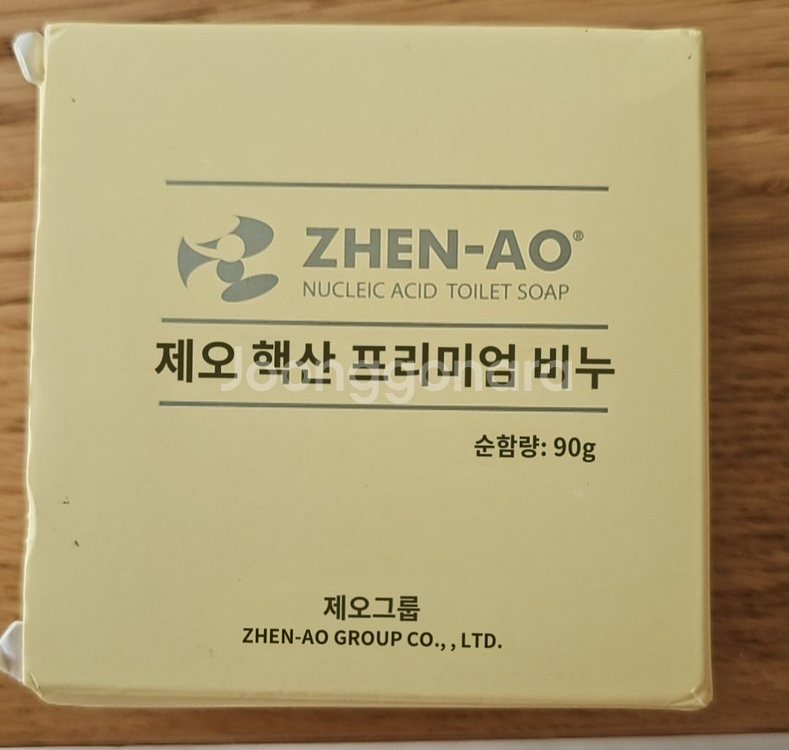 ZHEN-AO®
NUCLEIC ACID TOILET SOAP
제오 핵산 프리미엄 비누
Joonggonara
순함량: 90g
제오그룹
ZHEN-AO GROUP CO., , LTD.